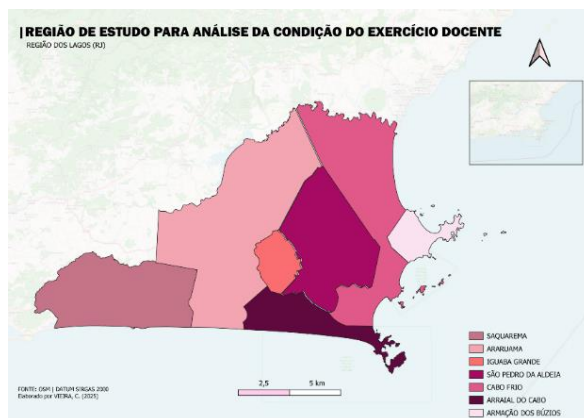 | REGIÃO DE ESTUDO PARA ANÁLISE DA CONDIÇÃO DO EXERCÍCIO DOCENTE
REGIÃO DOS LAGOS (RJ)
SAQUAREMA
ARARUAMA
IGUABA GRANDE
SÃO PEDRO DA ALDEIA
CABO FRIO
ARRAIAL DO CABO
ARMAÇÃO DOS BÚZIOS
FONTE: OSM | DATUM SIRGAS 2000
Elaborado por VIEIRA, C. (2025)
2,5 5 km